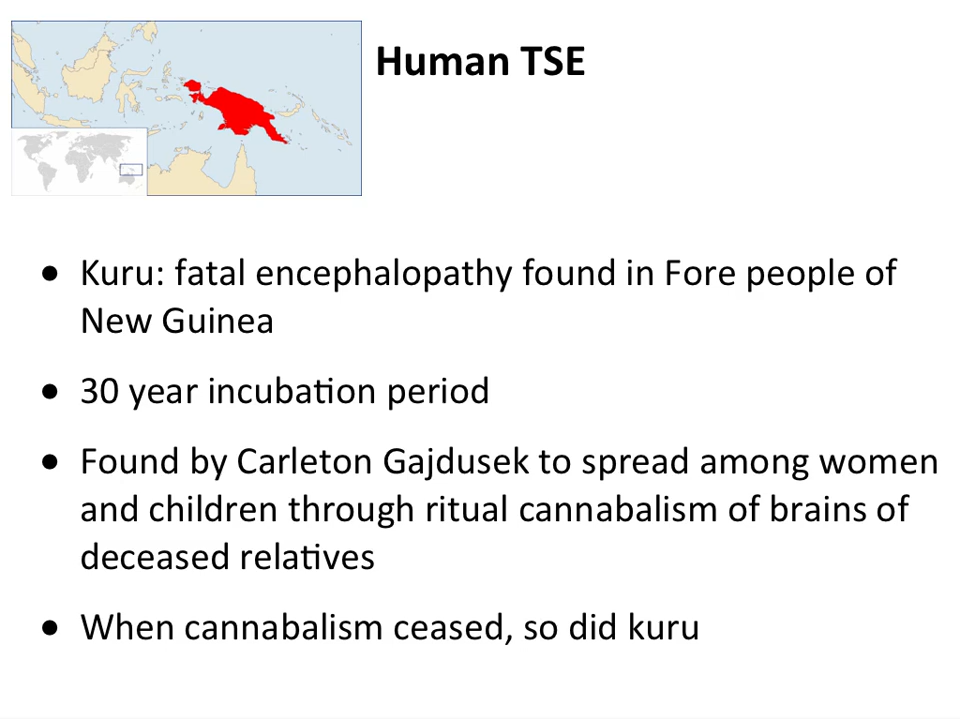 Human TSE
• Kuru: fatal encephalopathy found in Fore people of
New Guinea
• 30 year incubation period
• Found by Carleton Gajdusek to spread among women
and children through ritual cannabalism of brains of
deceased relatives
• When cannabalism ceased, so did kuru